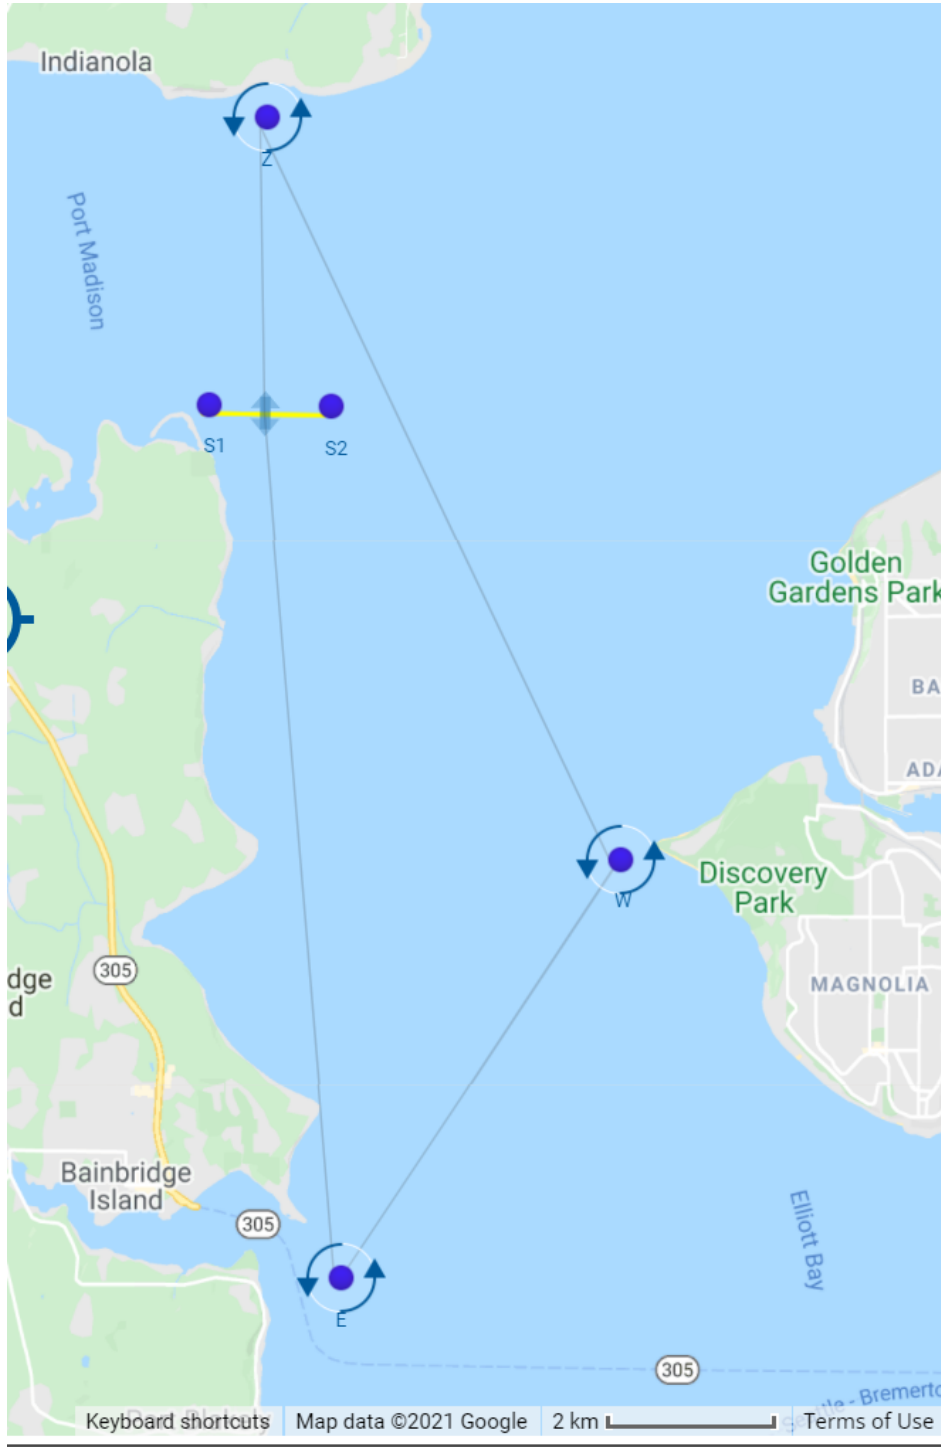 Indianola
Z
Port Madison
S1
S2
Golden
Gardens Park
BA
ADA
W
Discovery
Park
305
dge
d
MAGNOLIA
Bainbridge
Island
305
Elliott Bay
E
305
Seattle - Bremerto
Keyboard shortcuts
Map data ©2021 Google
2 km
Terms of Use